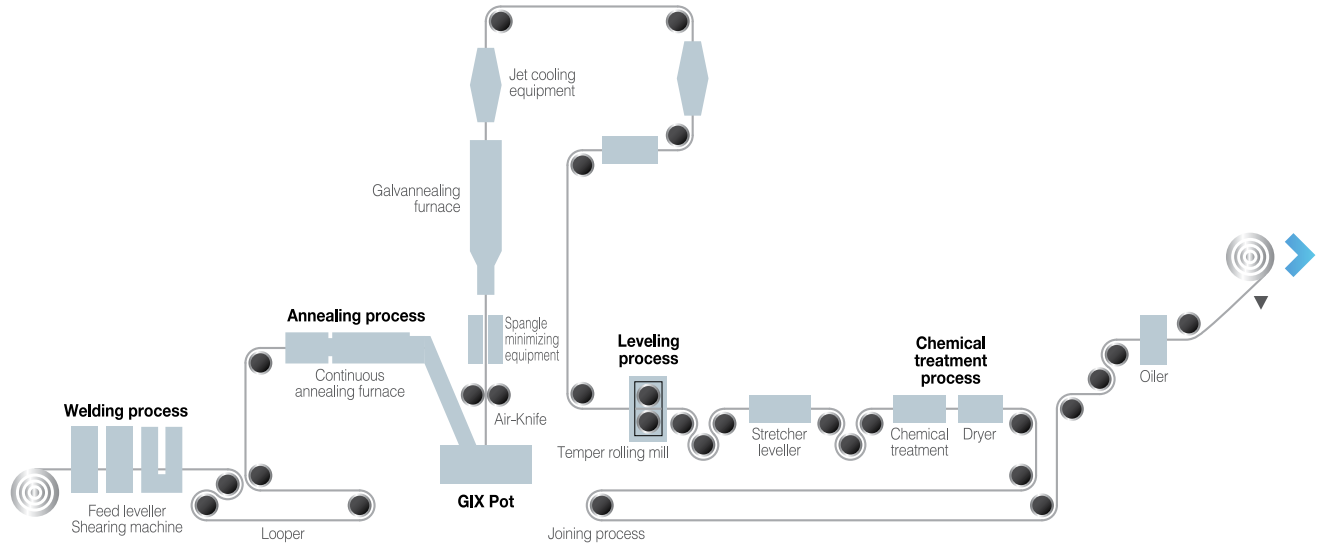 Jet cooling
equipment
Galvannealing
furnace
Annealing process
Spangle
minimizing
equipment
Continuous
annealing furnace
Air-Knife
Welding process
Feed leveller
Shearing machine
Looper
GIX Pot
Leveling
process
Temper rolling mill
Stretcher
leveller
Chemical
treatment
process
Chemical
treatment
Dryer
Joining process
Oiler